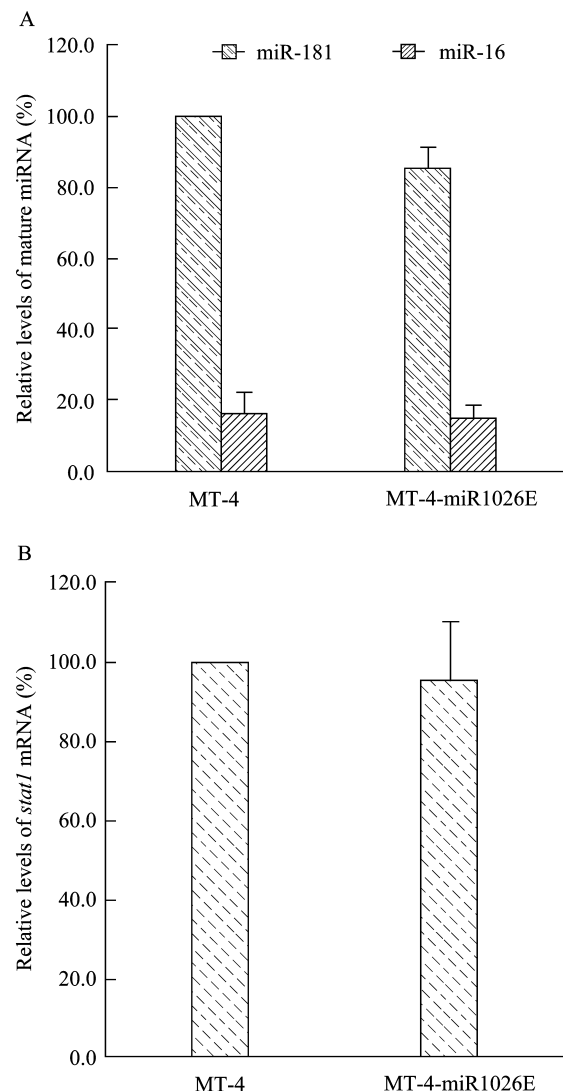 A
120.0
100.0
80.0
60.0
40.0
20.0
0.0
Relative levels of mature miRNA (%)
miR-181 miR-16
MT-4 MT-4-miR1026E
B
120.0
100.0
80.0
60.0
40.0
20.0
0.0
Relative levels of stat1 mRNA (%)
MT-4 MT-4-miR1026E